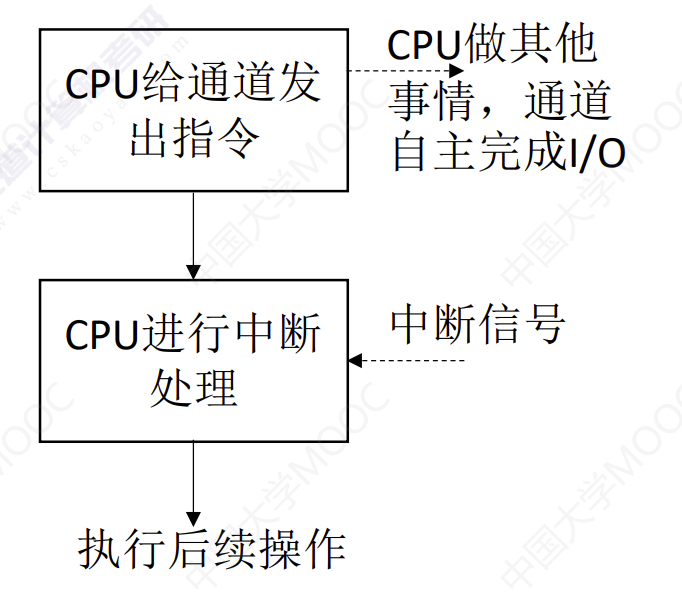 CPU给通道发
出指令
CPU做其他
事情，通道
自主完成I/O
CPU进行中断
处理
中断信号
执行后续操作
中国大学MOOC
中国大学MOOC
中国大学MOOC
中国大学MOOC